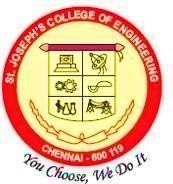 ST. JOSEPH'S COLLEGE OF ENGINEERING
CHENNAI - 600 119
You Choose, We Do It